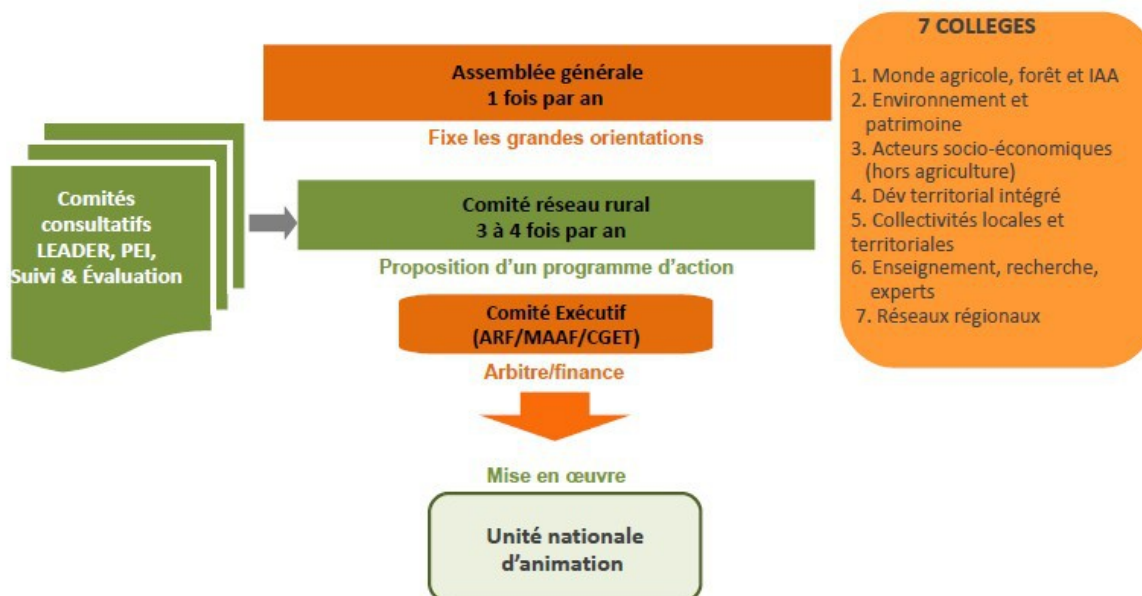 Assemblée générale
1 fois par an
Fixe les grandes orientations
Comités
consultatifs
LEADER, PEI,
Suivi & Évaluation
Comité réseau rural
3 à 4 fois par an
Proposition d'un programme d'action
Comité Exécutif
(ARF/MAAF/CGET)
Arbitre/finance
Mise en œuvre
Unité nationale
d'animation
7 COLLEGES
1. Monde agricole, forêt et IAA
2. Environnement et
patrimoine
3. Acteurs socio-économiques
(hors agriculture)
4. Dév territorial intégré
5. Collectivités locales et
territoriales
6. Enseignement, recherche,
experts
7. Réseaux régionaux